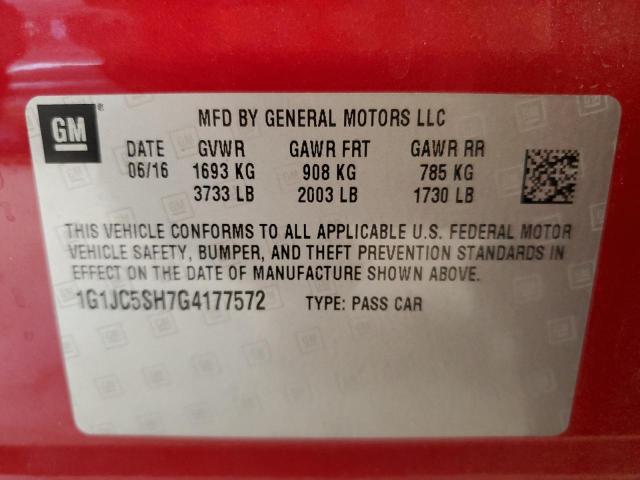 GM ® MFD BY GENERAL MOTORS LLC
DATE GVWR GAWR FRT GAWR RR
06/16 1693 KG 908 KG 785 KG
3733 LB 2003 LB 1730 LB
THIS VEHICLE CONFORMS TO ALL APPLICABLE U.S. FEDERAL MOTOR
VEHICLE SAFETY, BUMPER, AND THEFT PREVENTION STANDARDS IN
EFFECT ON THE DATE OF MANUFACTURE SHOWN ABOVE.
1G1JC5SH7G4177572 TYPE: PASS CAR